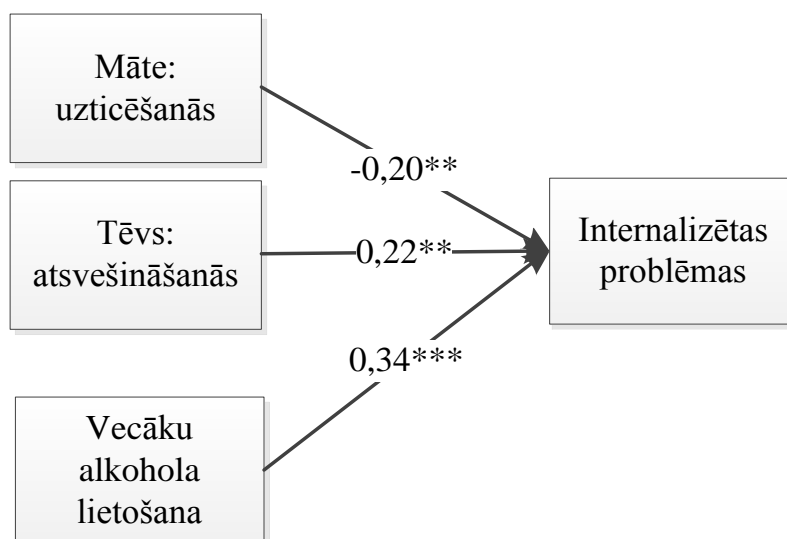 Māte:
uzticēšanās
-0,20**
Tēvs:
atsvešināšanās
0,22**
Internalizētas
problēmas
0,34***
Vecāku
alkohola
lietošana